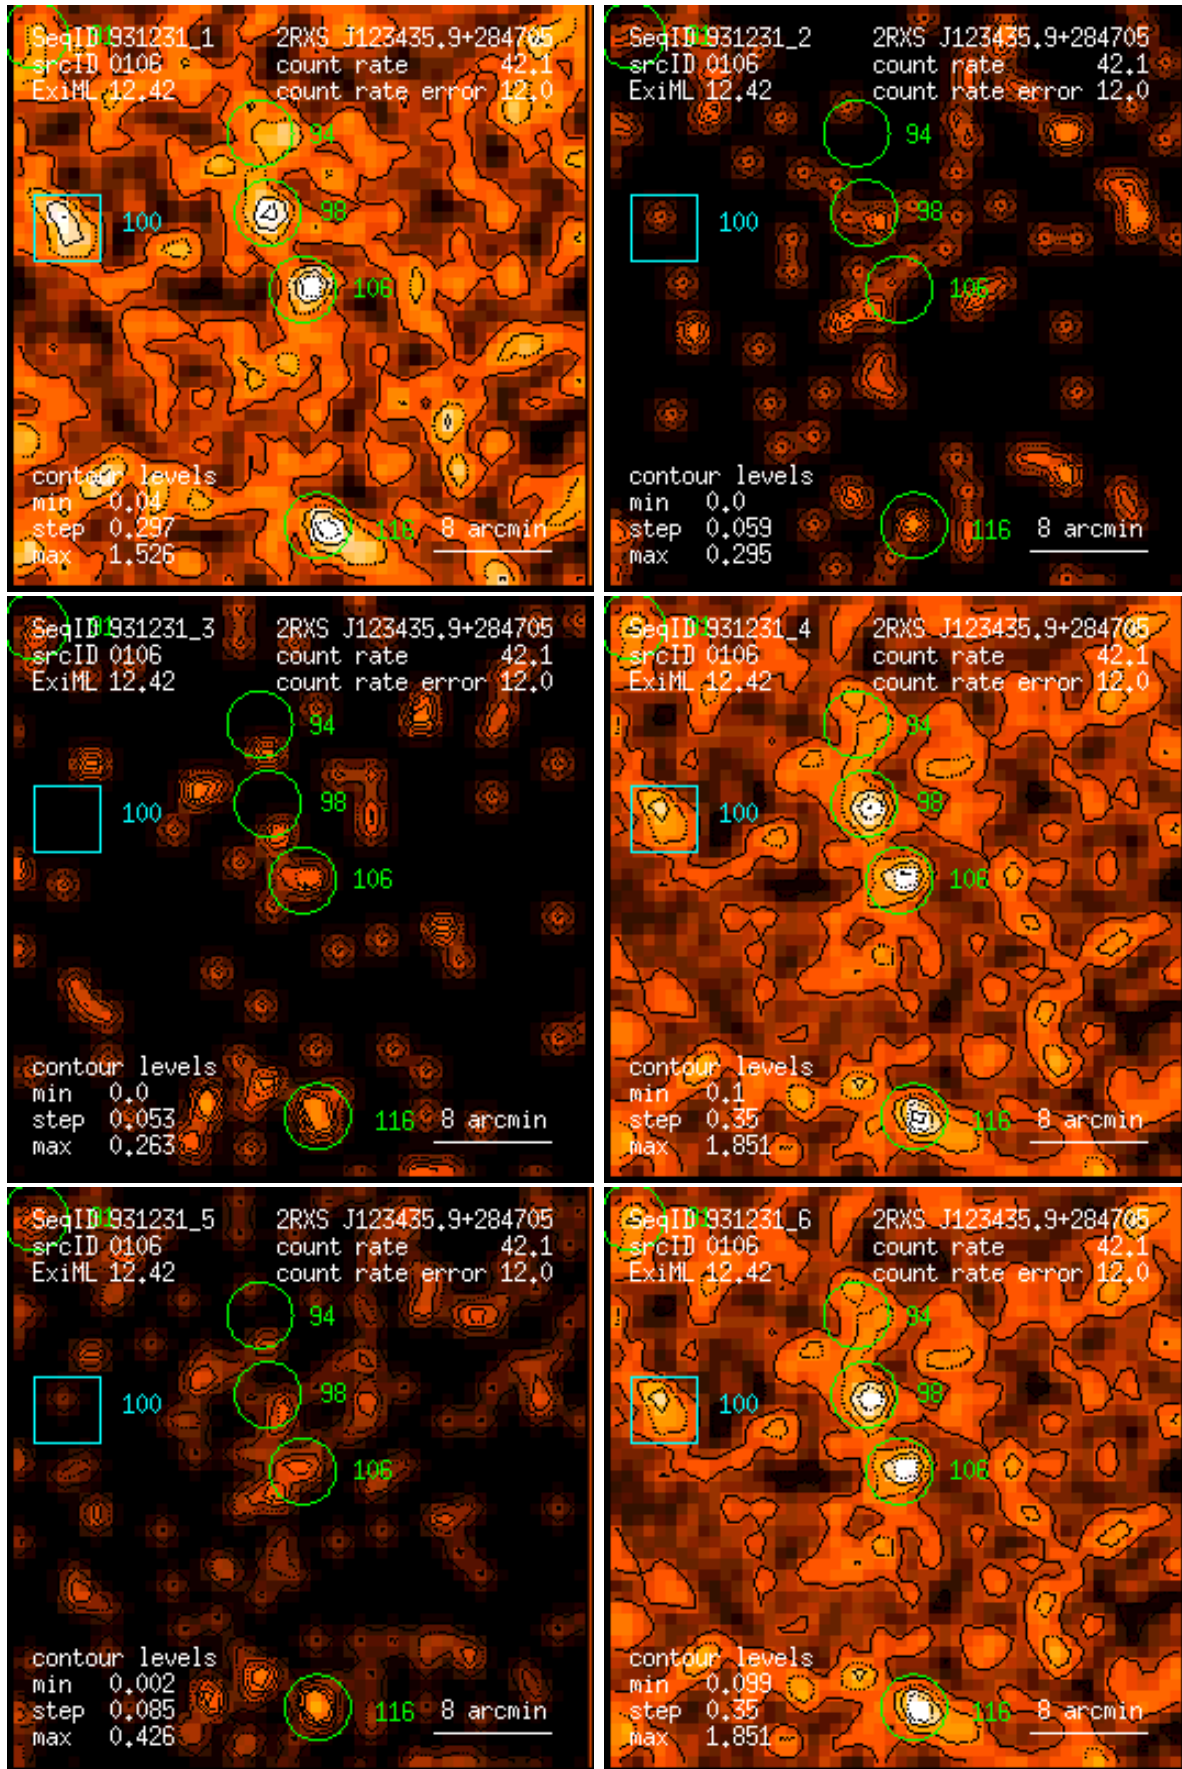 91
SeqID 931231_1 2RXS J123435.9+284705
srcID 0106 count rate 42.1
ExiML 12.42 count rate error 12.0
94
98
100
106
contour levels
min 0.04
step 0.297
max 1.526
116 8 arcmin
91
SeqID 931231_2 2RXS J123435.9+284705
srcID 0106 count rate 42.1
ExiML 12.42 count rate error 12.0
94
98
100
106
contour levels
min 0.0
step 0.059
max 0.295
116 8 arcmin
91
SeqID 931231_3 2RXS J123435.9+284705
srcID 0106 count rate 42.1
ExiML 12.42 count rate error 12.0
94
98
100
106
contour levels
min 0.0
step 0.053
max 0.263
116 8 arcmin
91
SeqID 931231_4 2RXS J123435.9+284705
srcID 0106 count rate 42.1
ExiML 12.42 count rate error 12.0
94
98
100
106
contour levels
min 0.1
step 0.35
max 1.851
116 8 arcmin
91
SeqID 931231_5 2RXS J123435.9+284705
srcID 0106 count rate 42.1
ExiML 12.42 count rate error 12.0
94
98
100
106
contour levels
min 0.002
step 0.085
max 0.426
116 8 arcmin
91
SeqID 931231_6 2RXS J123435.9+284705
srcID 0106 count rate 42.1
ExiML 12.42 count rate error 12.0
94
98
100
106
contour levels
min 0.099
step 0.35
max 1.851
116 8 arcmin